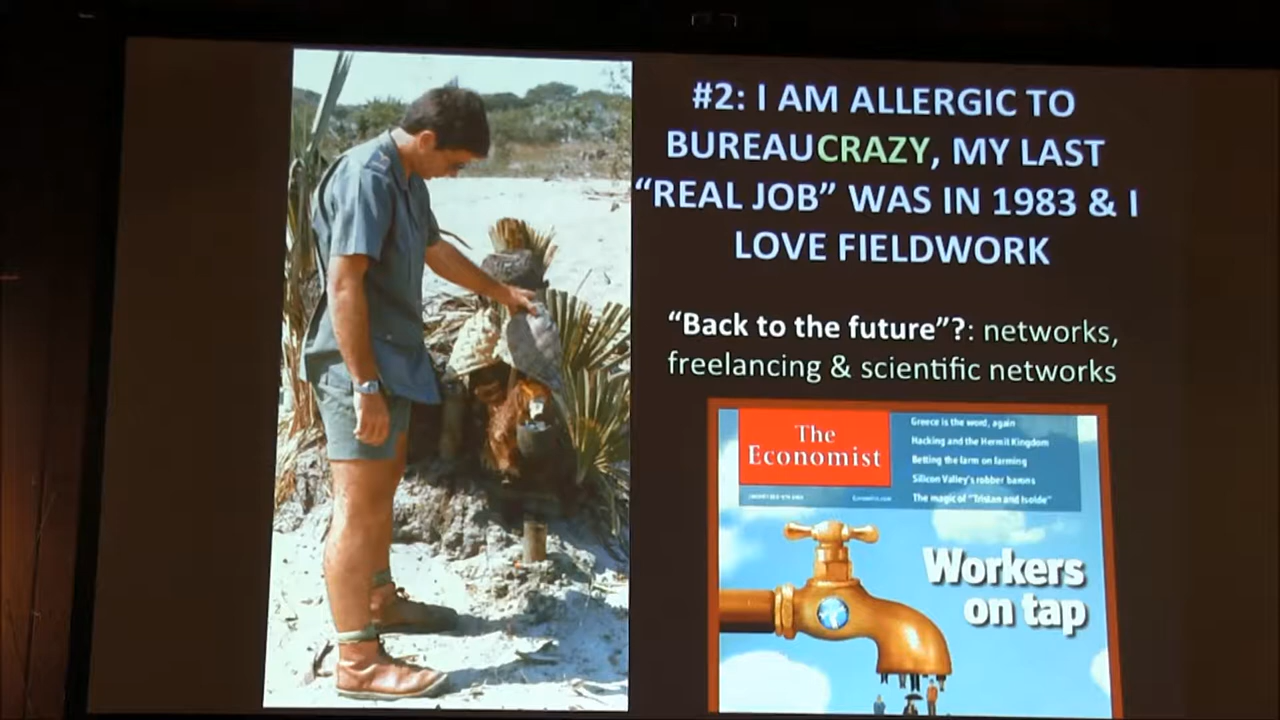 #2: I AM ALLERGIC TO
BUREAUCRAZY, MY LAST
“REAL JOB” WAS IN 1983 & I
LOVE FIELDWORK
“Back to the future”?: networks,
freelancing & scientific networks
The
Economist
Greece is the word, again
Hacking and the Hermit Kingdom
Betting the farm on farming
Silicon Valley's robber barons
The magic of "Tristan and Isolde"
Economist.com
Workers
on tap